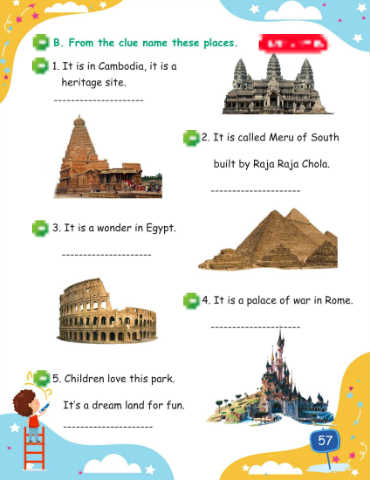 B. From the clue name these places.
1. It is in Cambodia, it is a
heritage site.
2. It is called Meru of South
built by Raja Raja Chola.
3. It is a wonder in Egypt.
4. It is a palace of war in Rome.
5. Children love this park.
It's a dream land for fun.
57